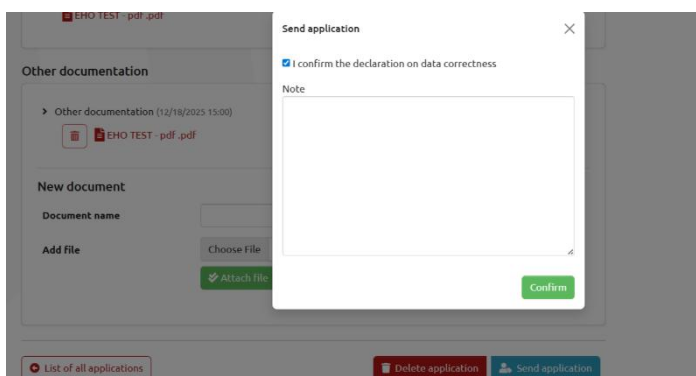 EHO TEST - pdf .pdf
Send application
I confirm the declaration on data correctness
Note
Confirm
Other documentation
Other documentation (12/18/2025 15:00)
EHO TEST - pdf .pdf
New document
Document name
Add file
Choose File
Attach file
List of all applications
Delete application
Send application